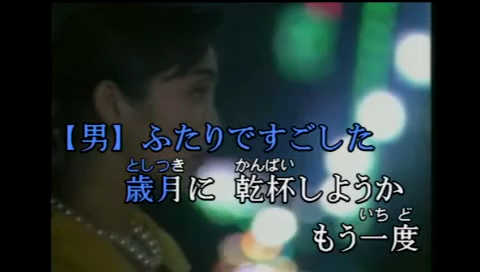 【男】ふたりですごした
としつき かんぱい
歳月に 乾杯しようか
いちど
もう一度